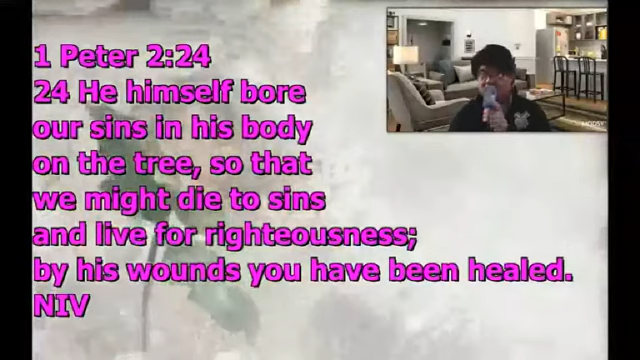 1 Peter 2:24
24 He himself bore
our sins in his body
on the tree, so that
we might die to sins
and live for righteousness;
by his wounds you have been healed.
NIV